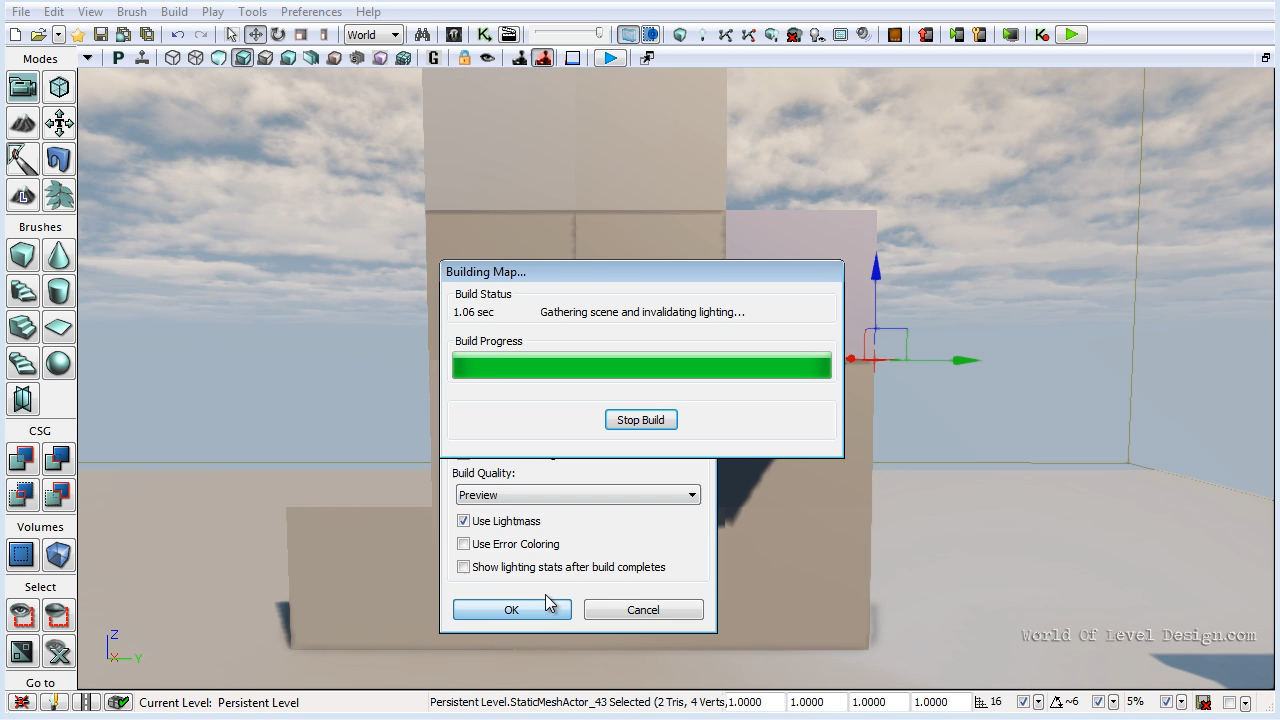 File Edit View Brush Build Play Tools Preferences Help
World
Modes
P
G
Brushes
CSG
Volumes
Select
Go to
Building Map...
Build Status
1.06 sec Gathering scene and invalidating lighting...
Build Progress
Stop Build
Build Quality:
Preview
Use Lightmass
Use Error Coloring
Show lighting stats after build completes
OK Cancel
World Of Level Design.com
Z
X Y
Current Level: Persistent Level Persistent Level.StaticMeshActor_43 Selected (2 Tris, 4 Verts) 1.0000 1.0000 1.0000 1.0000 16 ~6 5%